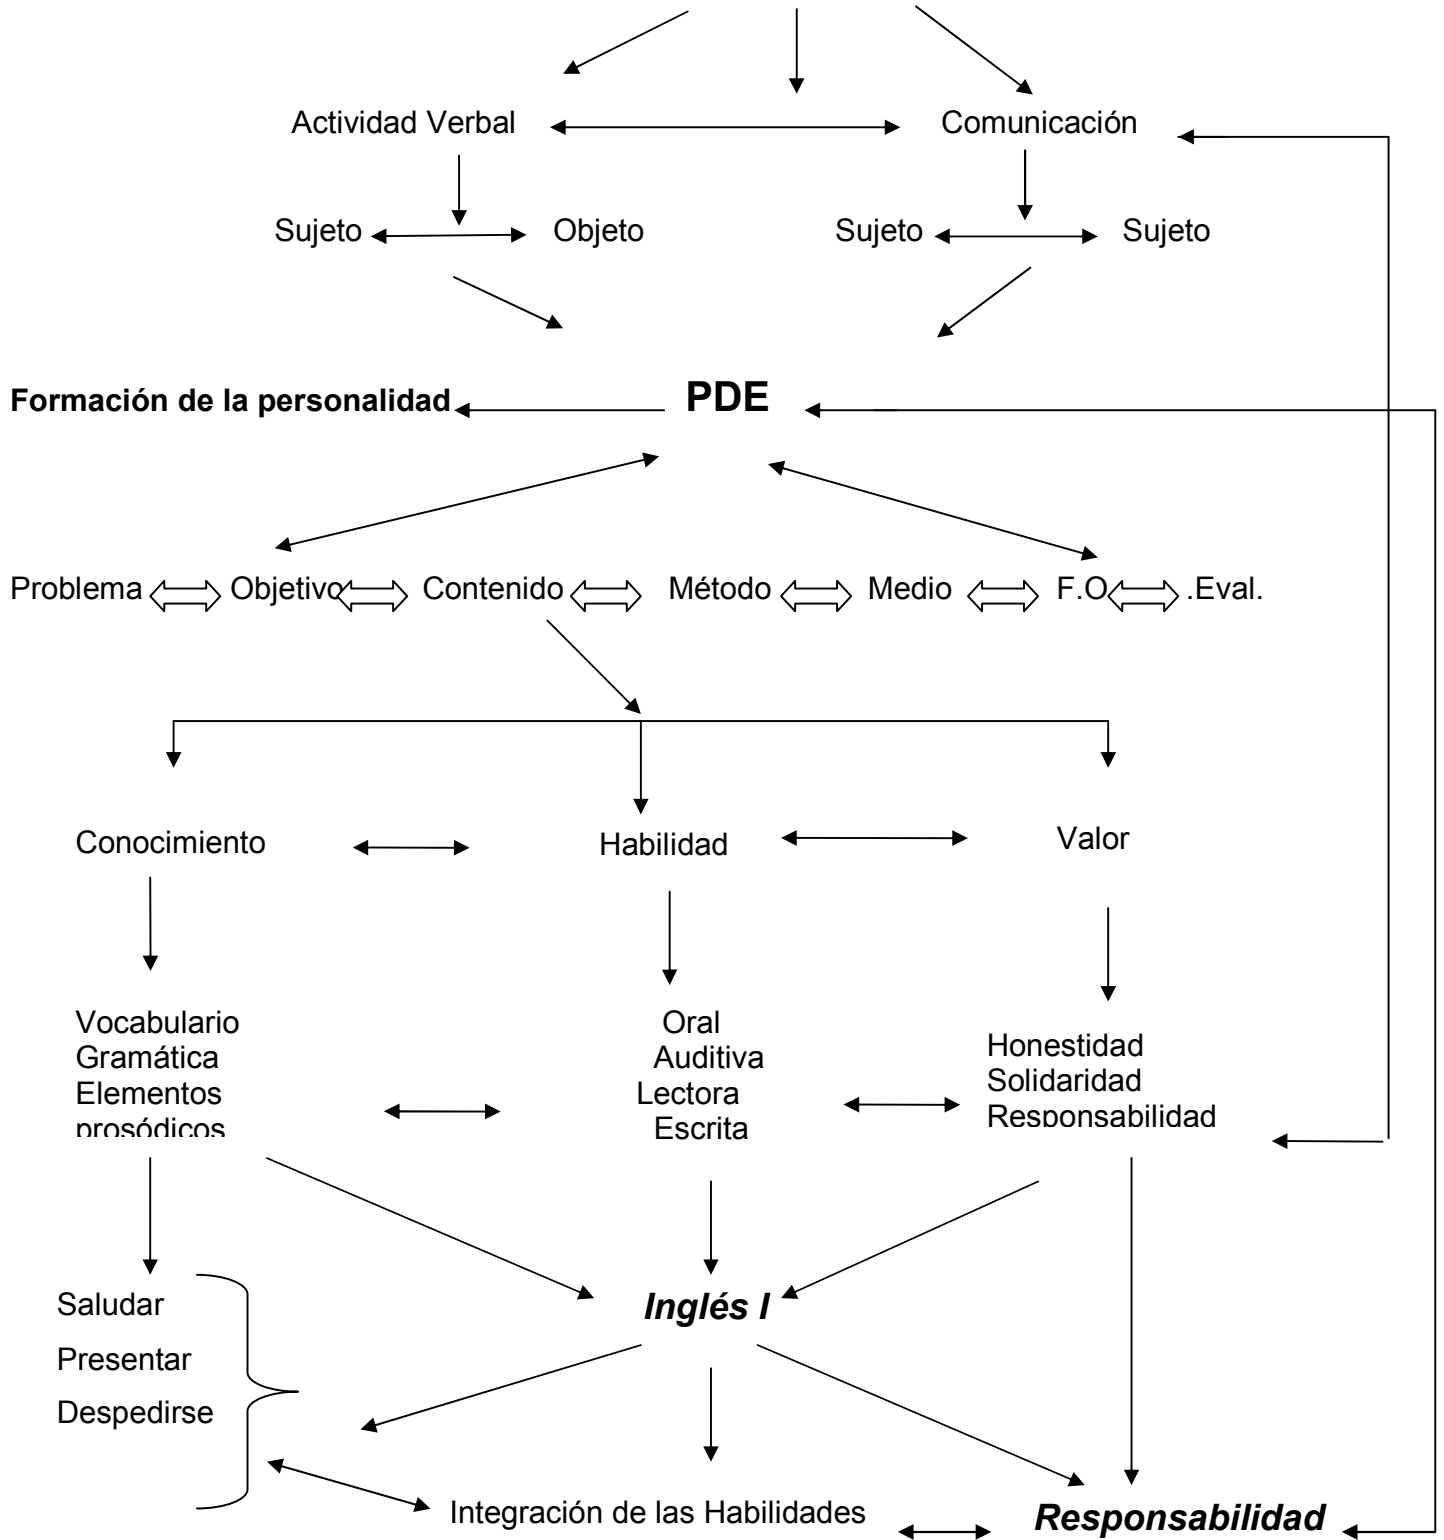 Actividad Verbal Comunicación
Sujeto Objeto Sujeto Sujeto
Formación de la personalidad PDE
Problema Objetivo Contenido Método Medio F.O .Eval.
Conocimiento Habilidad Valor
Vocabulario
Gramática
Elementos
prosódicos
Oral
Auditiva
Lectora
Escrita
Honestidad
Solidaridad
Responsabilidad
Saludar
Presentar
Despedirse
Inglés I
Integración de las Habilidades
Responsabilidad